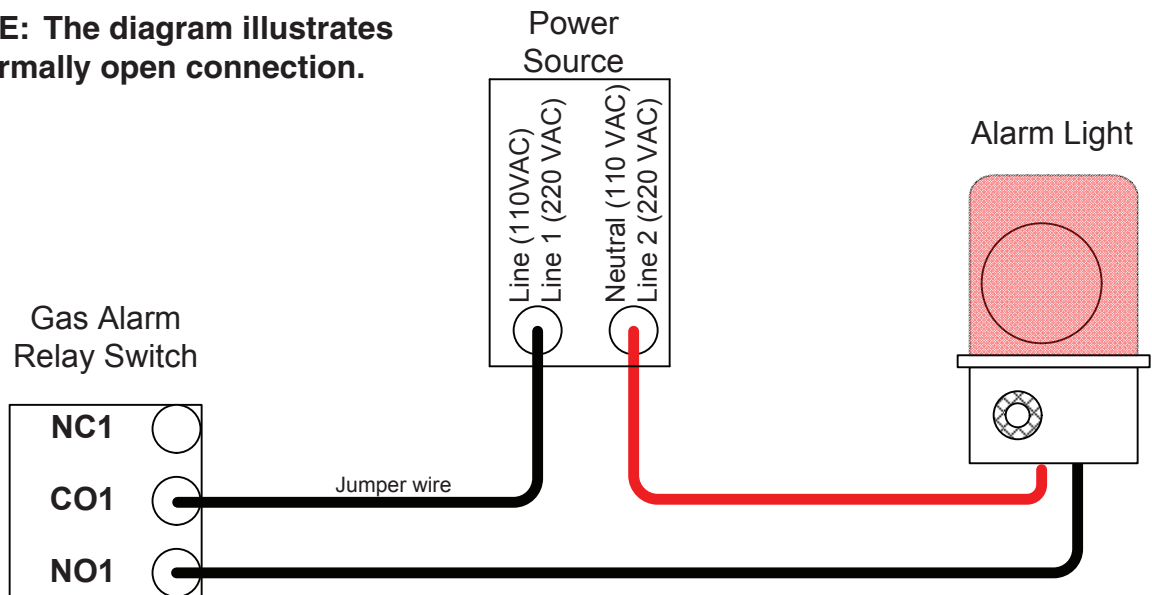 E: The diagram illustrates
rmally open connection.
Power
Source
Line (110VAC)
Line 1 (220 VAC)
Neutral (110 VAC)
Line 2 (220 VAC)
Alarm Light
Gas Alarm
Relay Switch
NC1
CO1
Jumper wire
NO1